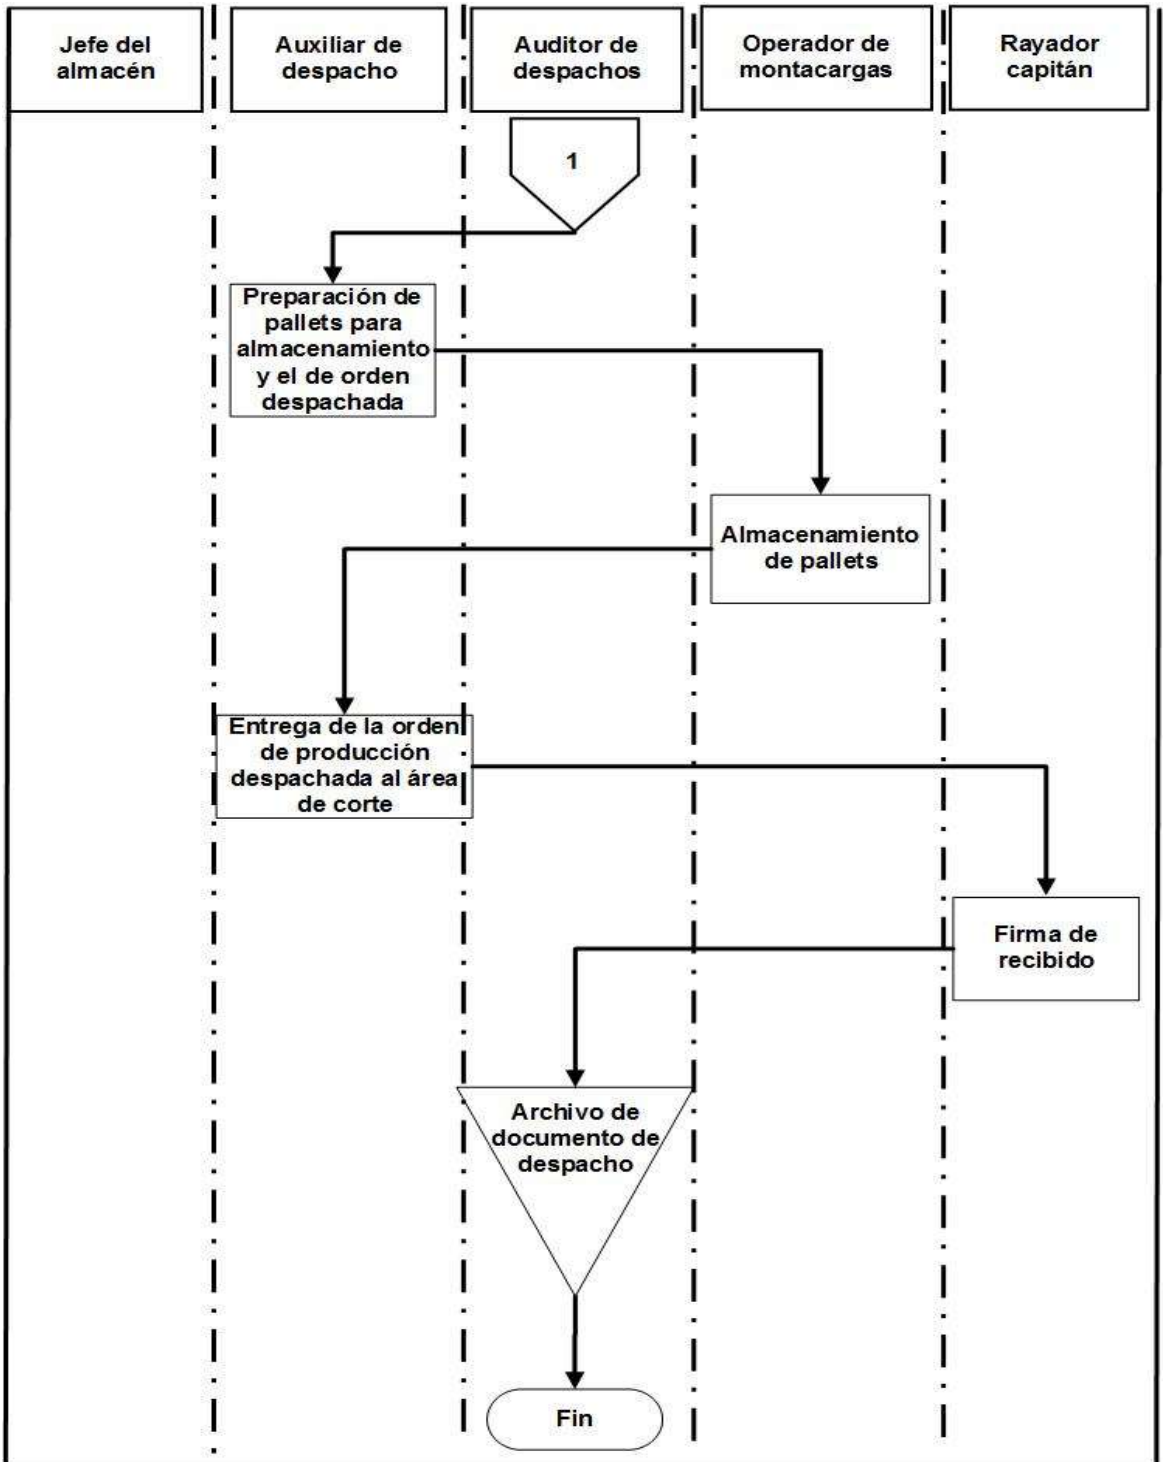 Jefe del
almacén
Auxiliar de
despacho
Auditor de
despachos
Operador de
montacargas
Rayador
capitán
1
Preparación de
pallets para
almacenamiento
y el de orden
despachada
Almacenamiento
de pallets
Entrega de la orden
de producción
despachada al área
de corte
Firma de
recibido
Archivo de
documento de
despacho
Fin